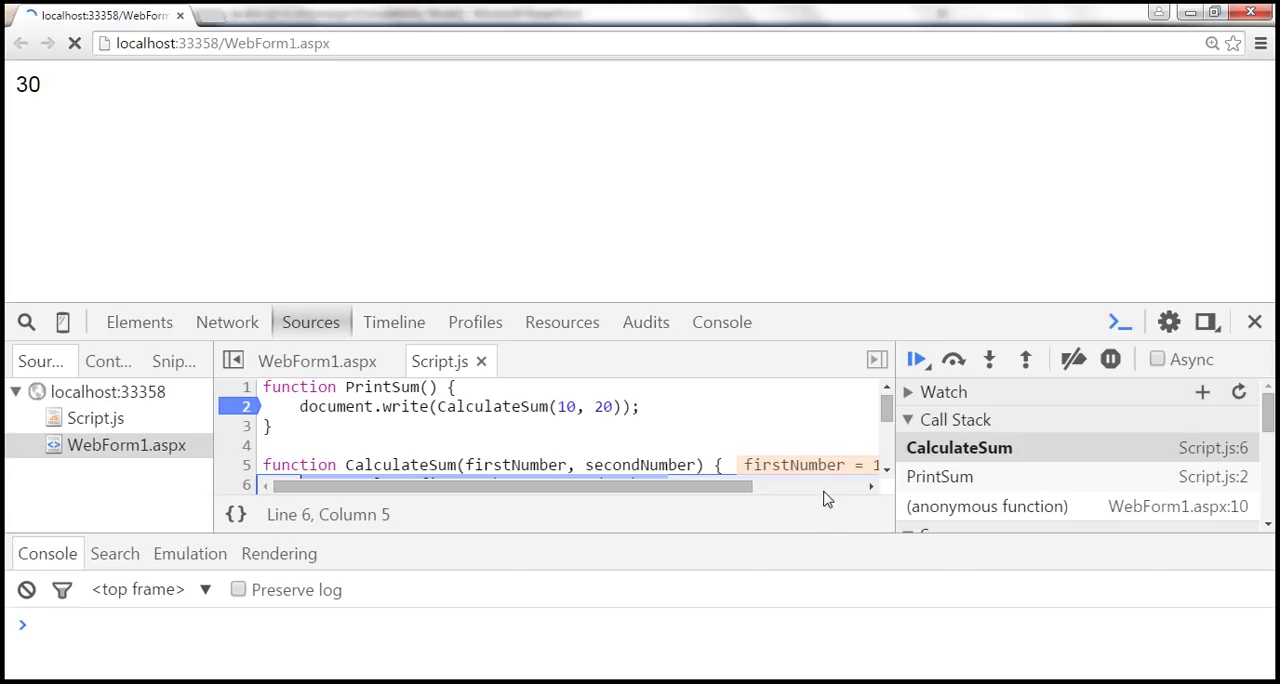 localhost:33358/WebForm
localhost:33358/WebForm1.aspx
30
Elements Network Sources Timeline Profiles Resources Audits Console
Sour... Cont... Snip... WebForm1.aspx Script.js Async
localhost:33358
Script.js
WebForm1.aspx
1 function PrintSum() {
2 document.write(CalculateSum(10, 20));
3 }
4
5 function CalculateSum(firstNumber, secondNumber) { firstNumber = 1
6
{} Line 6, Column 5
Watch
Call Stack
CalculateSum Script.js:6
PrintSum Script.js:2
(anonymous function) WebForm1.aspx:10
Console Search Emulation Rendering
<top frame> Preserve log
>